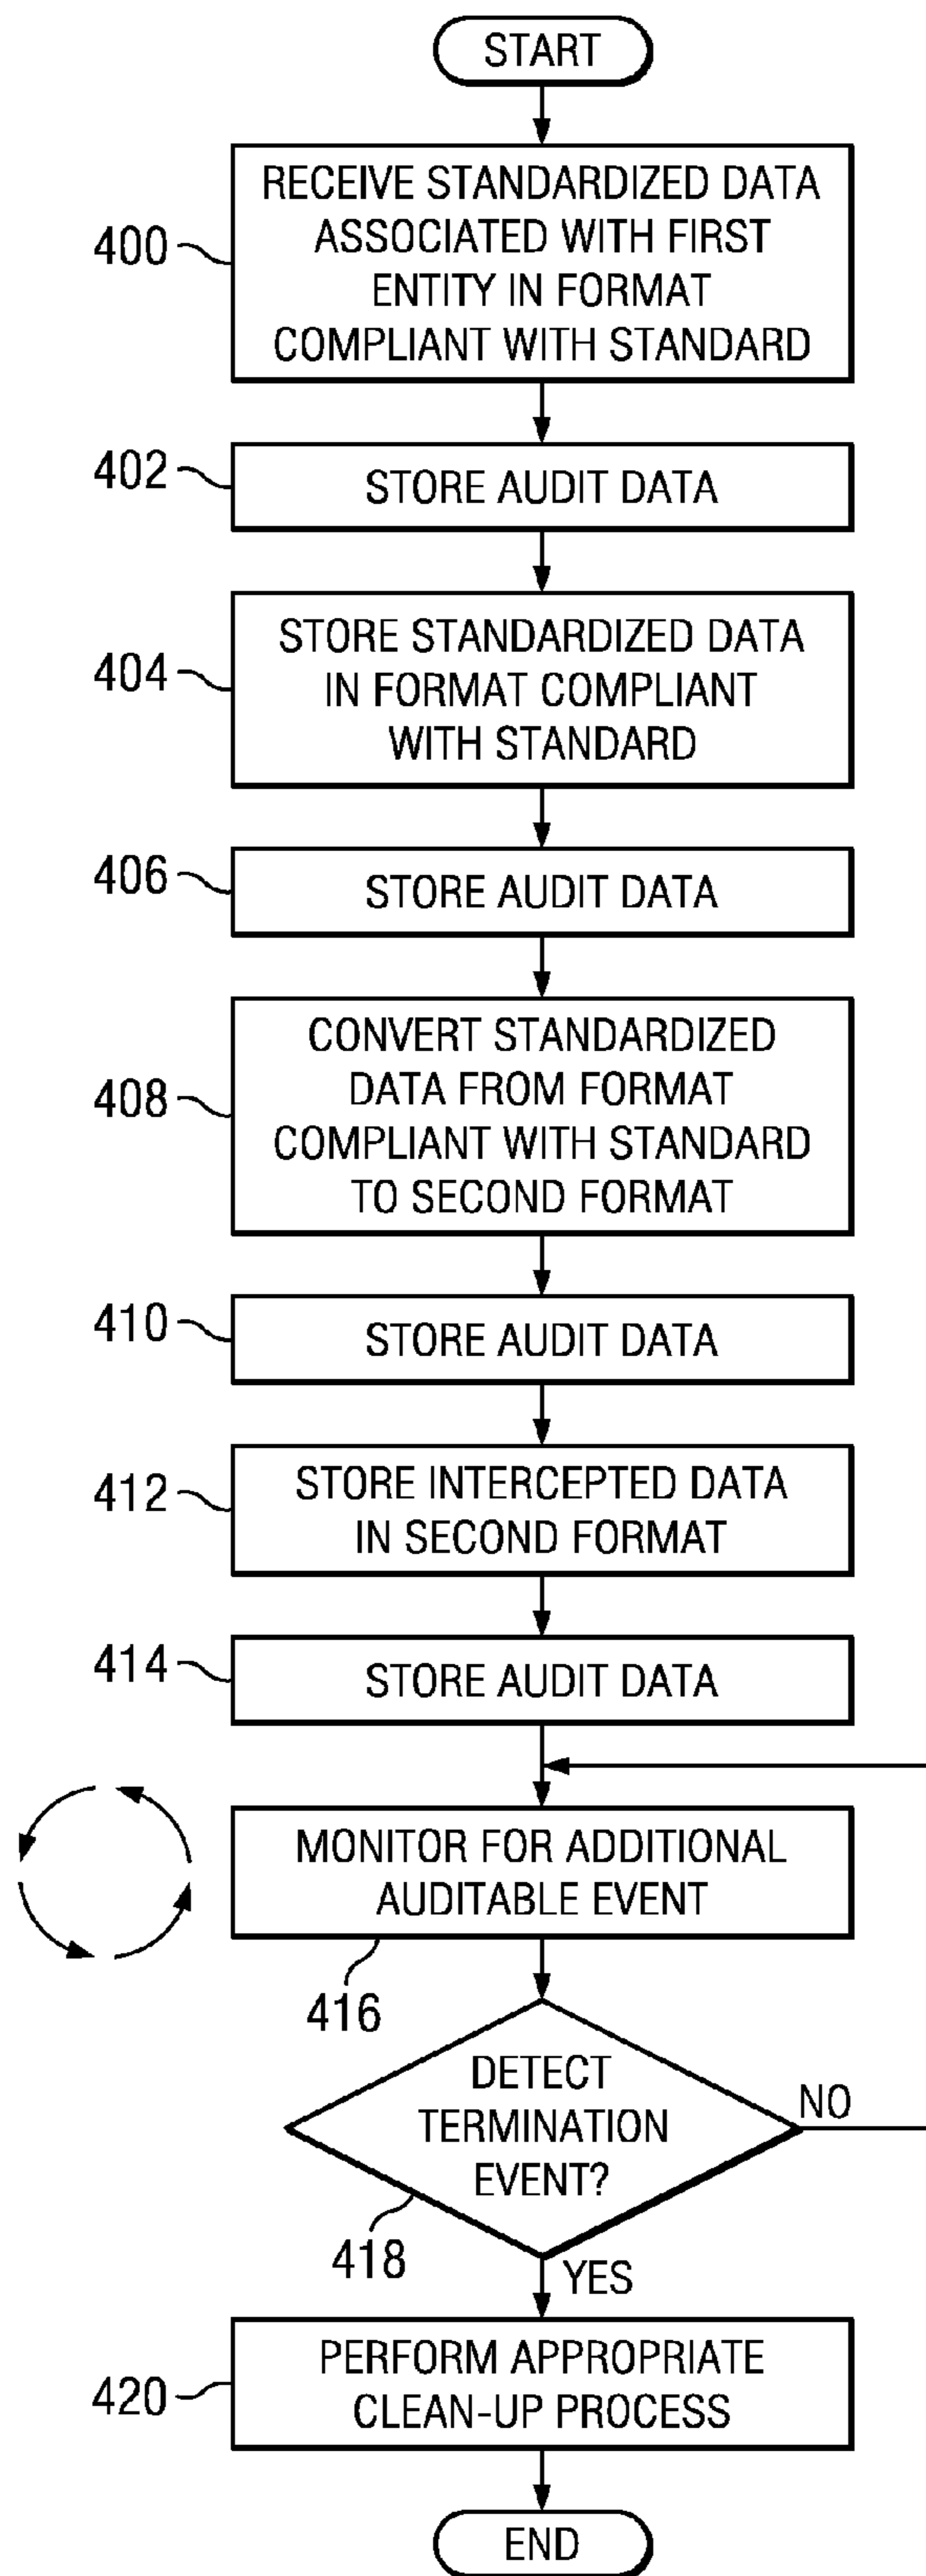 START
RECEIVE STANDARDIZED DATA
ASSOCIATED WITH FIRST
ENTITY IN FORMAT
COMPLIANT WITH STANDARD
400
402
STORE AUDIT DATA
STORE STANDARDIZED DATA
IN FORMAT COMPLIANT
WITH STANDARD
404
406
STORE AUDIT DATA
CONVERT STANDARDIZED
DATA FROM FORMAT
COMPLIANT WITH STANDARD
TO SECOND FORMAT
408
410
STORE AUDIT DATA
412
STORE INTERCEPTED DATA
IN SECOND FORMAT
414
STORE AUDIT DATA
MONITOR FOR ADDITIONAL
AUDITABLE EVENT
416
DETECT
TERMINATION
EVENT?
NO
418
YES
420
PERFORM APPROPRIATE
CLEAN-UP PROCESS
END